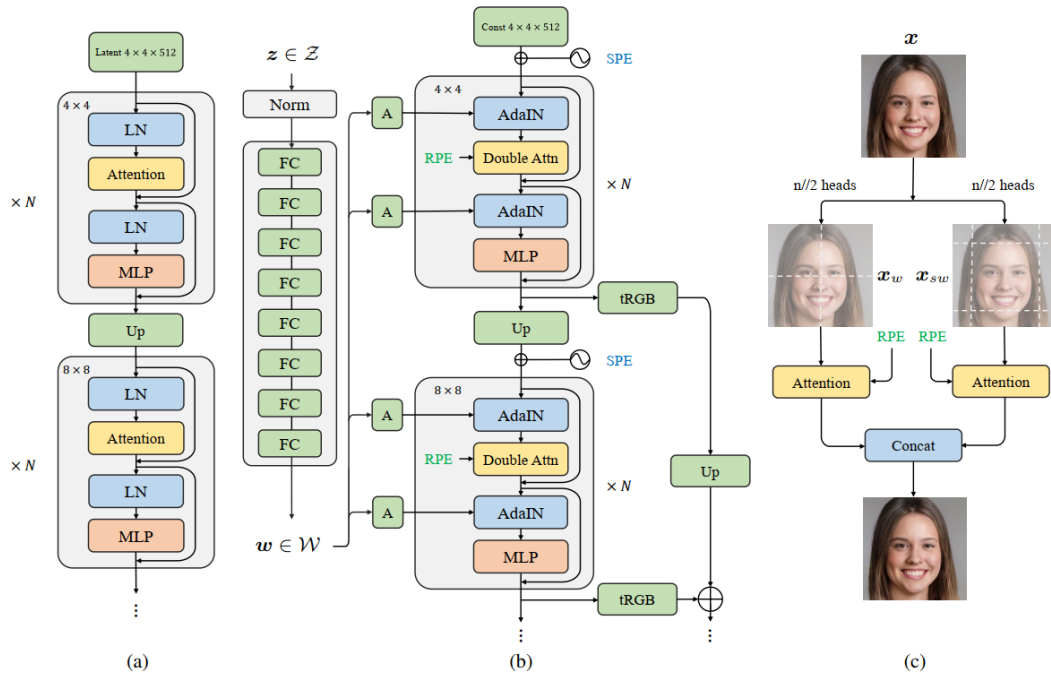 Latent 4 × 4 × 512
4 × 4
LN
Attention
× N
LN
MLP
Up
8 × 8
LN
Attention
× N
LN
MLP
⋮
(a)
z ∈ Z
Norm
FC
FC
FC
FC
FC
FC
FC
FC
w ∈ W
Const 4 × 4 × 512
SPE
4 × 4
A
AdaIN
RPE
Double Attn
× N
A
AdaIN
MLP
tRGB
Up
SPE
8 × 8
A
AdaIN
RPE
Double Attn
Up
× N
A
AdaIN
MLP
tRGB
⋮
⋮
(b)
x
n//2 heads
n//2 heads
x_w
x_sw
RPE
RPE
Attention
Attention
Concat
(c)